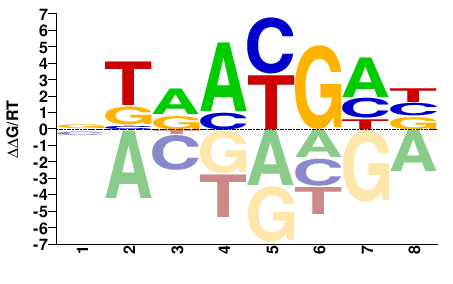 7
6
5
4
3
2
1
0
-1
-2
-3
-4
-5
-6
-7
ΔΔG/RT
T G C A
A G T C
A C G T
C T A G
G A C T
A C T G
T C G A
1 2 3 4 5 6 7 8